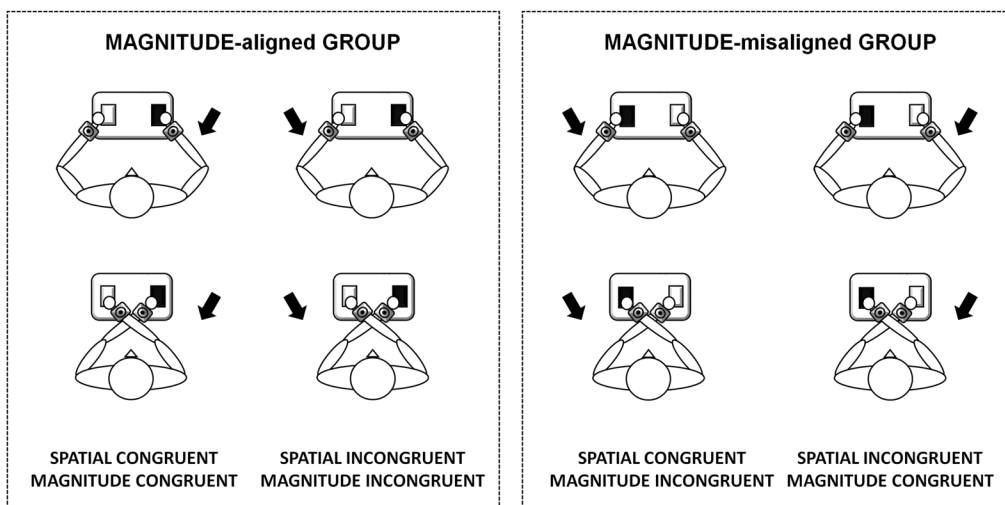 MAGNITUDE-aligned GROUP
SPATIAL CONGRUENT
MAGNITUDE CONGRUENT
SPATIAL INCONGRUENT
MAGNITUDE INCONGRUENT
MAGNITUDE-misaligned GROUP
SPATIAL CONGRUENT
MAGNITUDE INCONGRUENT
SPATIAL INCONGRUENT
MAGNITUDE CONGRUENT